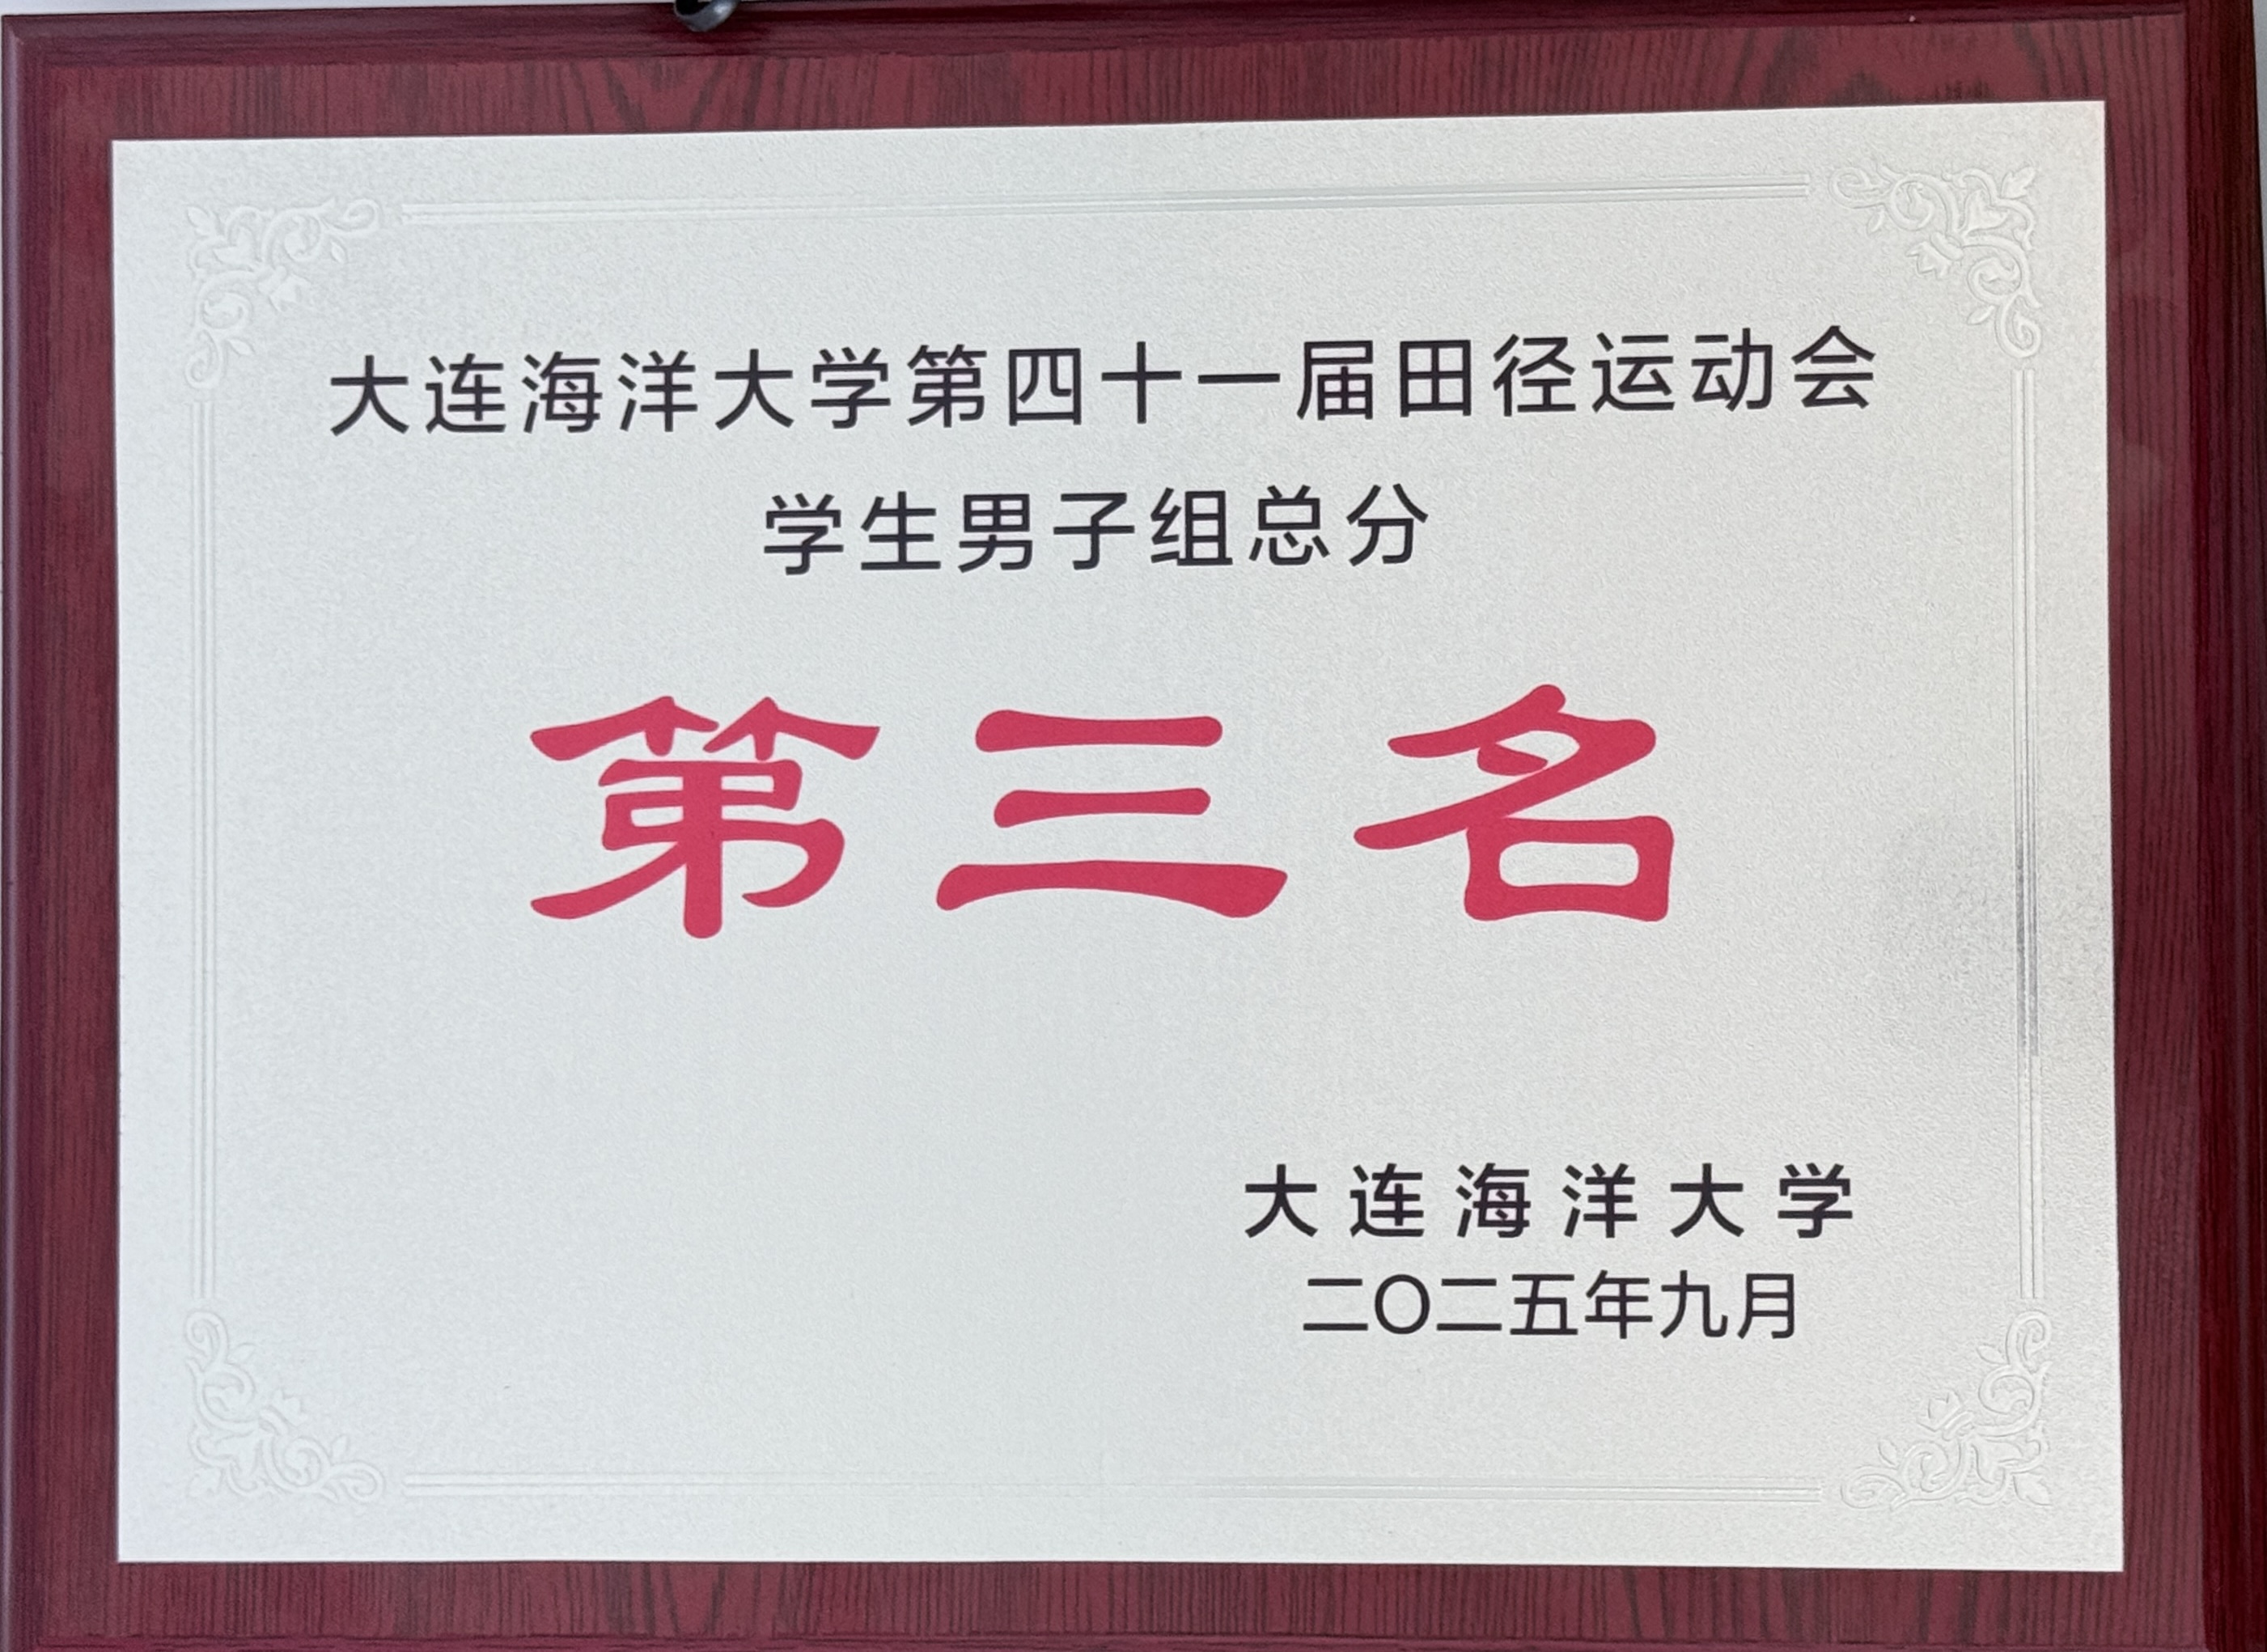 大连海洋大学第四十一届田径运动会
学生男子组总分
第三名
大连海洋大学
二〇二五年九月